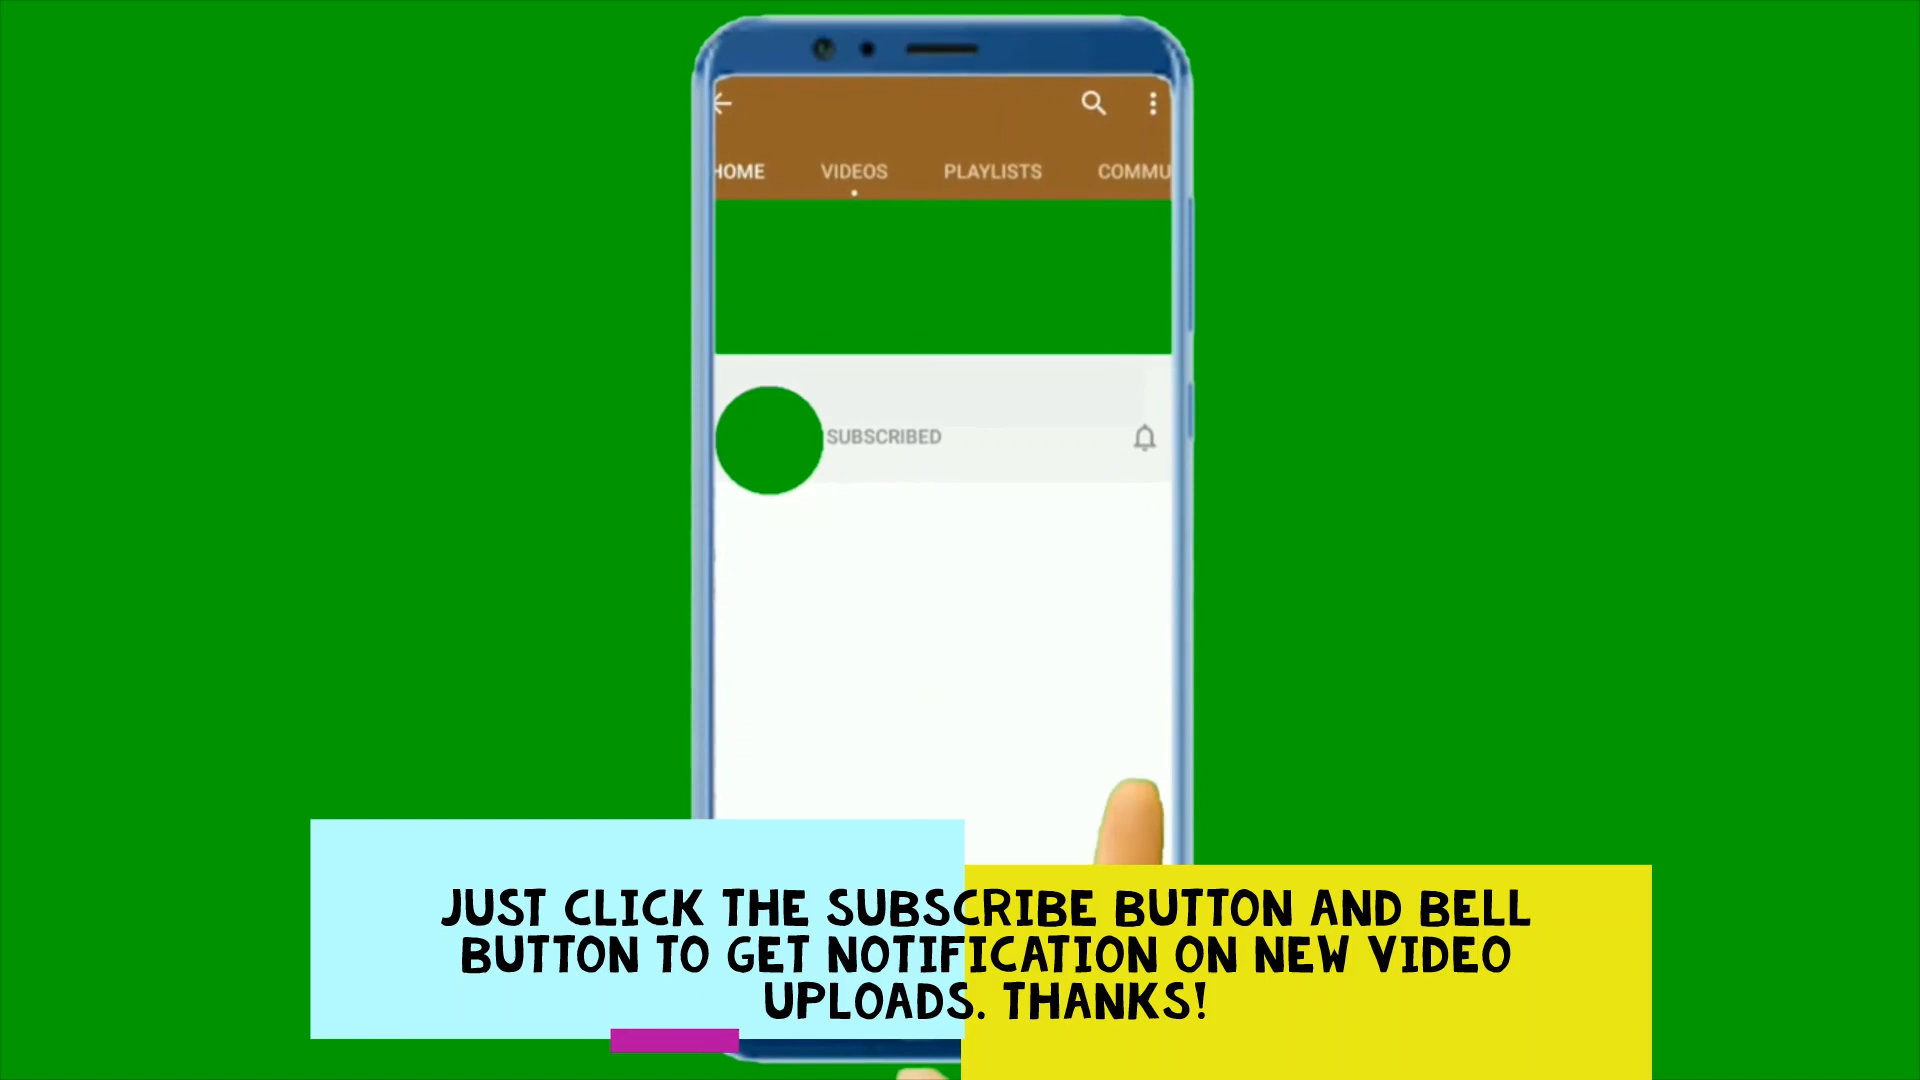 HOME VIDEOS PLAYLISTS COMMU
SUBSCRIBED
JUST CLICK THE SUBSCRIBE BUTTON AND BELL
BUTTON TO GET NOTIFICATION ON NEW VIDEO
UPLOADS. THANKS!